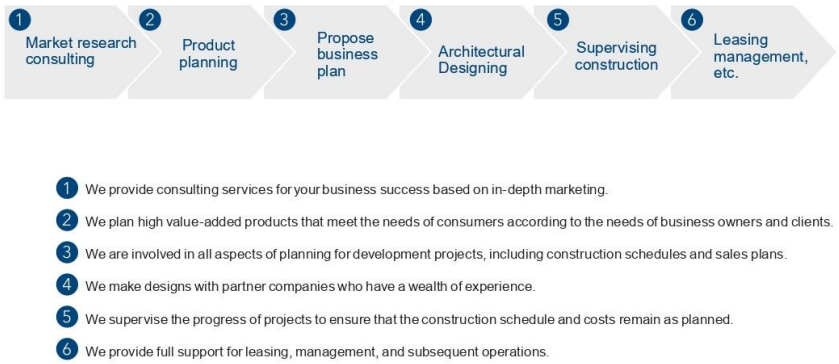 1
Market research
consulting
2
Product
planning
3
Propose
business
plan
4
Architectural
Designing
5
Supervising
construction
6
Leasing
management,
etc.
1 We provide consulting services for your business success based on in-depth marketing.
2 We plan high value-added products that meet the needs of consumers according to the needs of business owners and clients.
3 We are involved in all aspects of planning for development projects, including construction schedules and sales plans.
4 We make designs with partner companies who have a wealth of experience.
5 We supervise the progress of projects to ensure that the construction schedule and costs remain as planned.
6 We provide full support for leasing, management, and subsequent operations.